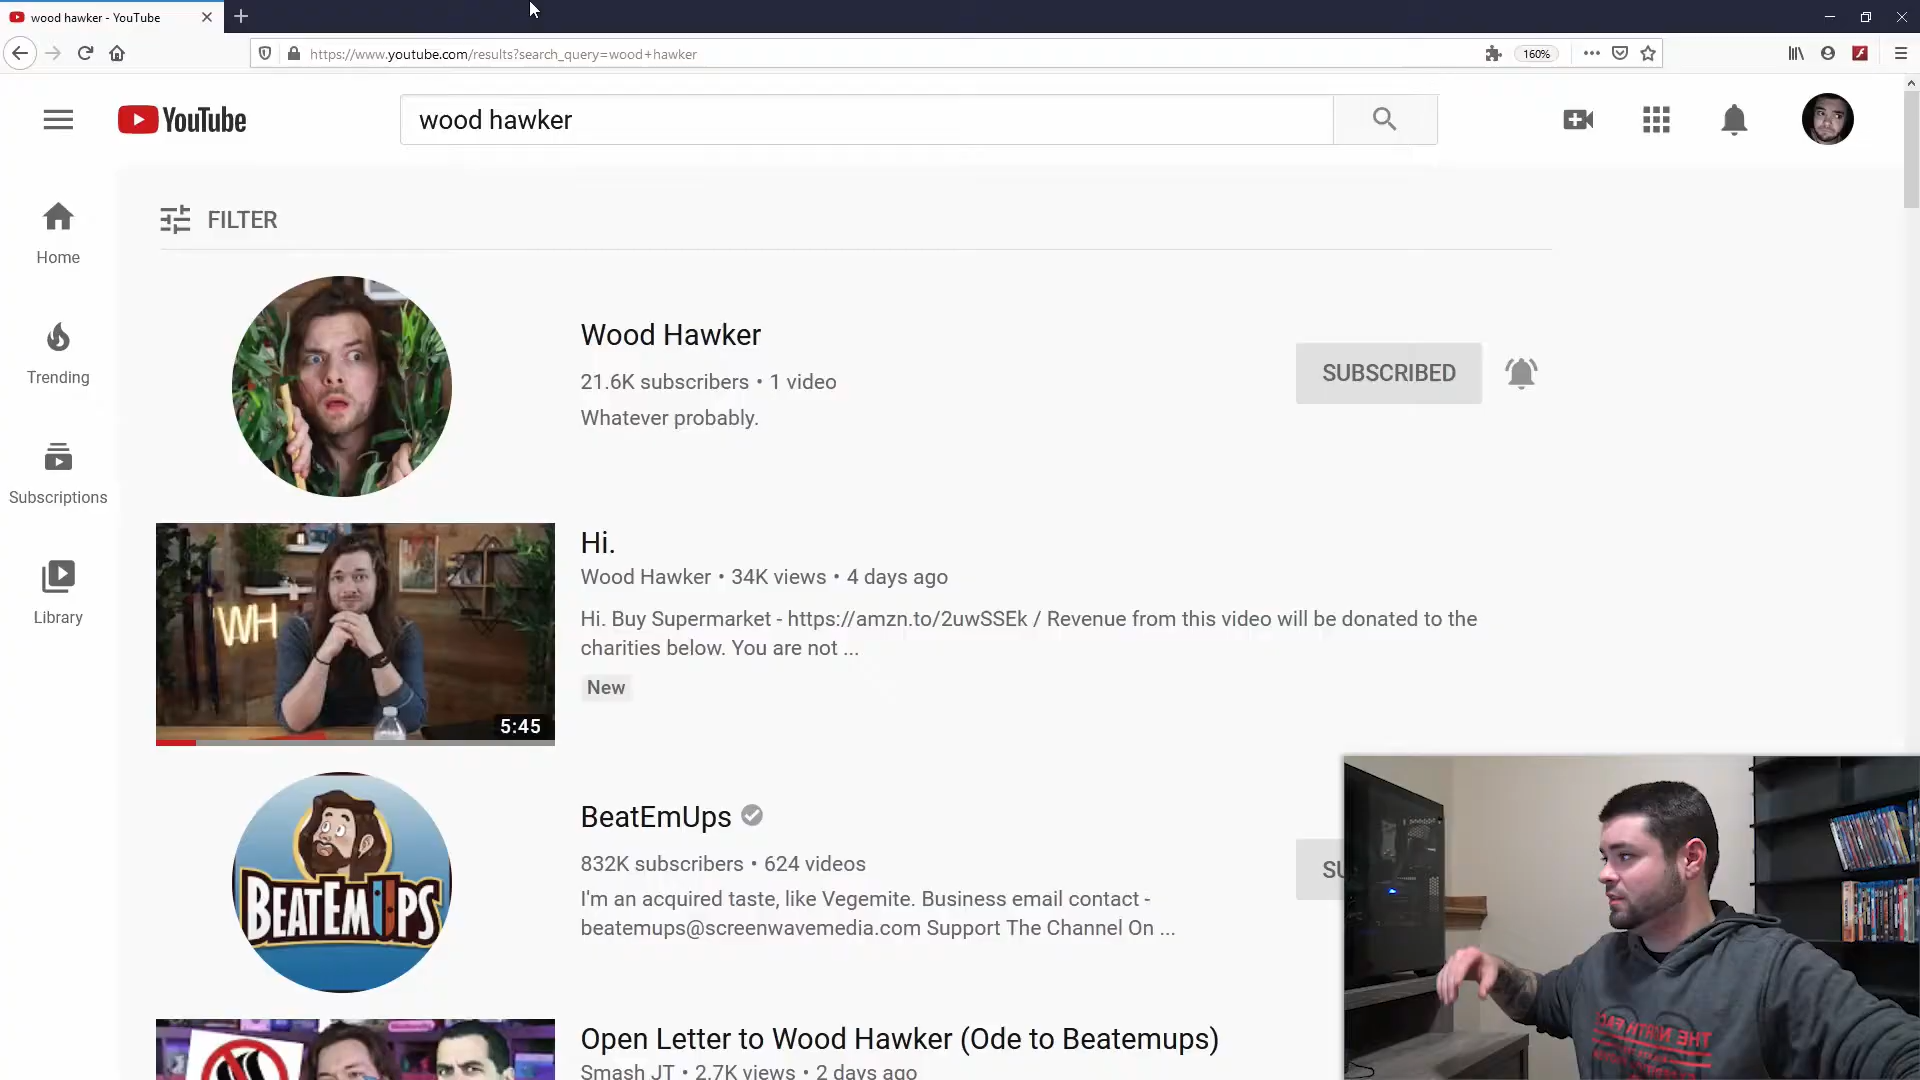 wood hawker - YouTube
https://www.youtube.com/results?search_query=wood+hawker
160%
YouTube
wood hawker
FILTER
Home
Trending
Subscriptions
Library
Wood Hawker
21.6K subscribers • 1 video
Whatever probably.
SUBSCRIBED
WH
5:45
Hi.
Wood Hawker • 34K views • 4 days ago
Hi. Buy Supermarket - https://amzn.to/2uwSSEk / Revenue from this video will be donated to the
charities below. You are not ...
New
BEATEMUPS
BeatEmUps
832K subscribers • 624 videos
I'm an acquired taste, like Vegemite. Business email contact -
beatemups@screenwavemedia.com Support The Channel On ...
SU
Open Letter to Wood Hawker (Ode to Beatemups)
Smash JT • 2.7K views • 2 days ago
THE NORTH FACE